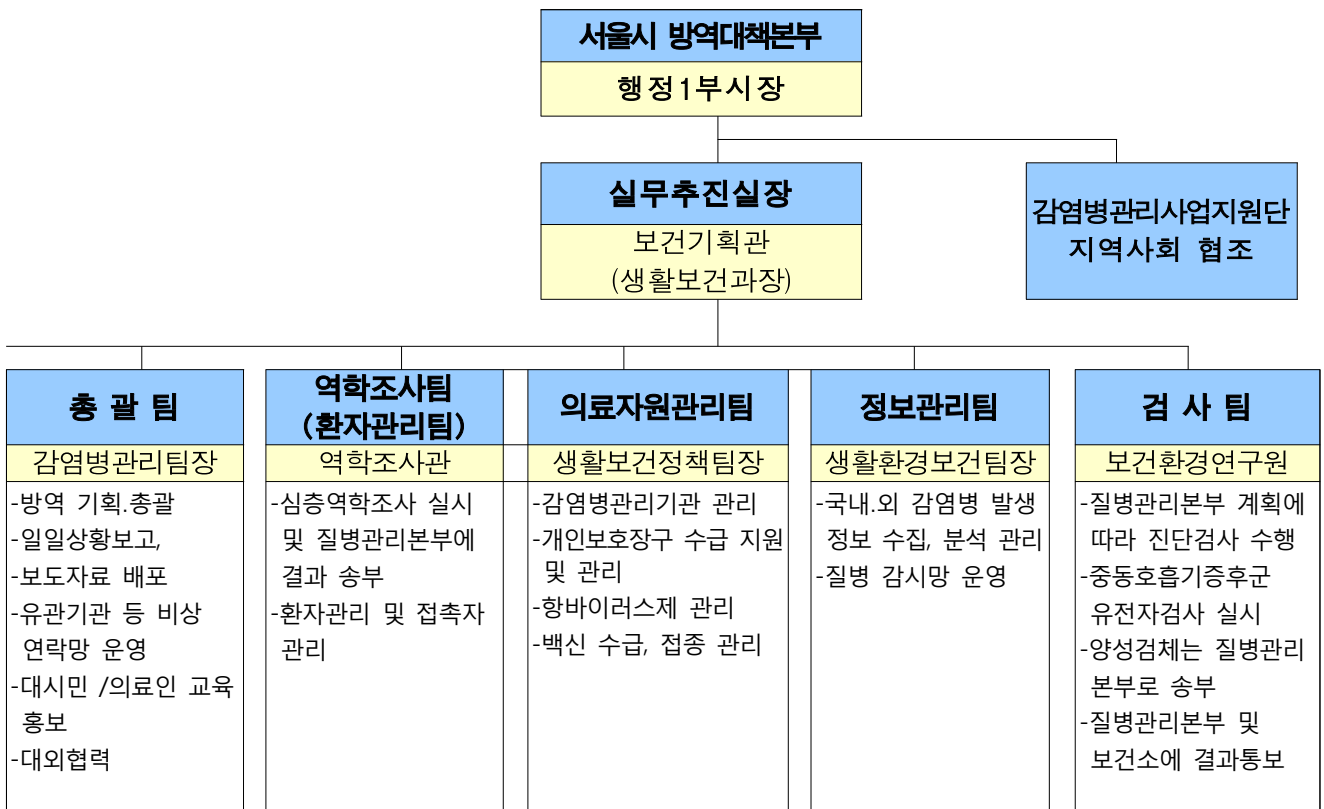 서울시 방역대책본부
행정1부시장
실무추진실장
보건기획관
(생활보건과장)
감염병관리사업지원단
지역사회 협조
총 괄 팀
감염병관리팀장
-방역 기획.총괄
-일일상황보고,
-보도자료 배포
-유관기관 등 비상
연락망 운영
-대시민 /의료인 교육
홍보
-대외협력
역학조사팀
(환자관리팀)
역학조사관
-심층역학조사 실시
및 질병관리본부에
결과 송부
-환자관리 및 접촉자
관리
의료자원관리팀
생활보건정책팀장
-감염병관리기관 관리
-개인보호장구 수급 지원
및 관리
-항바이러스제 관리
-백신 수급, 접종 관리
정보관리팀
생활환경보건팀장
-국내.외 감염병 발생
정보 수집, 분석 관리
-질병 감시망 운영
검 사 팀
보건환경연구원
-질병관리본부 계획에
따라 진단검사 수행
-중동호흡기증후군
유전자검사 실시
-양성검체는 질병관리
본부로 송부
-질병관리본부 및
보건소에 결과통보